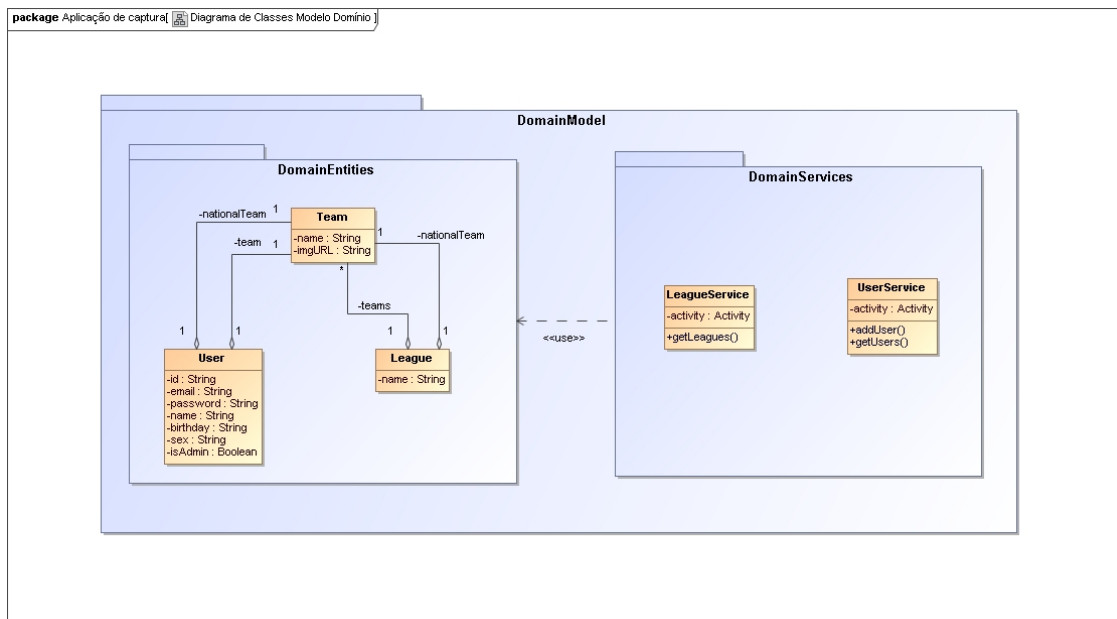 package Aplicação de captura[ Diagrama de Classes Modelo Domínio ]
DomainModel
DomainEntities
-nationalTeam 1
-team 1
Team
-name : String
-imgURL : String
1 -nationalTeam
*
-teams
1
1
1
1
User
-id : String
-email : String
-password : String
-name : String
-birthday : String
-sex : String
-isAdmin : Boolean
League
-name : String
<<use>>
DomainServices
LeagueService
-activity : Activity
+getLeagues()
UserService
-activity : Activity
+addUser()
+getUsers()